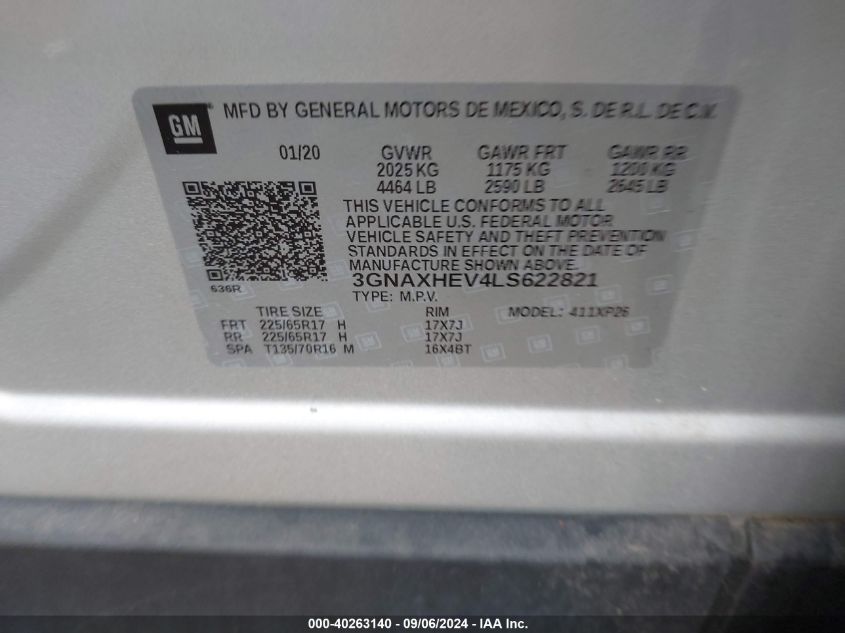 GM MFD BY GENERAL MOTORS DE MEXICO, S. DE R.L. DE C.V.
01/20 GVWR GAWR FRT GAWR RR
2025 KG 1175 KG 1200 KG
4464 LB 2590 LB 2645 LB
THIS VEHICLE CONFORMS TO ALL
APPLICABLE U.S. FEDERAL MOTOR
VEHICLE SAFETY AND THEFT PREVENTION
STANDARDS IN EFFECT ON THE DATE OF
MANUFACTURE SHOWN ABOVE.
636R 3GNAXHEV4LS622821
TYPE: M.P.V.
TIRE SIZE RIM MODEL: 411XP26
FRT 225/65R17 H 17X7J
RR 225/65R17 H 17X7J
SPA T135/70R16 M 16X4BT
000-40263140 - 09/06/2024 - IAA Inc.